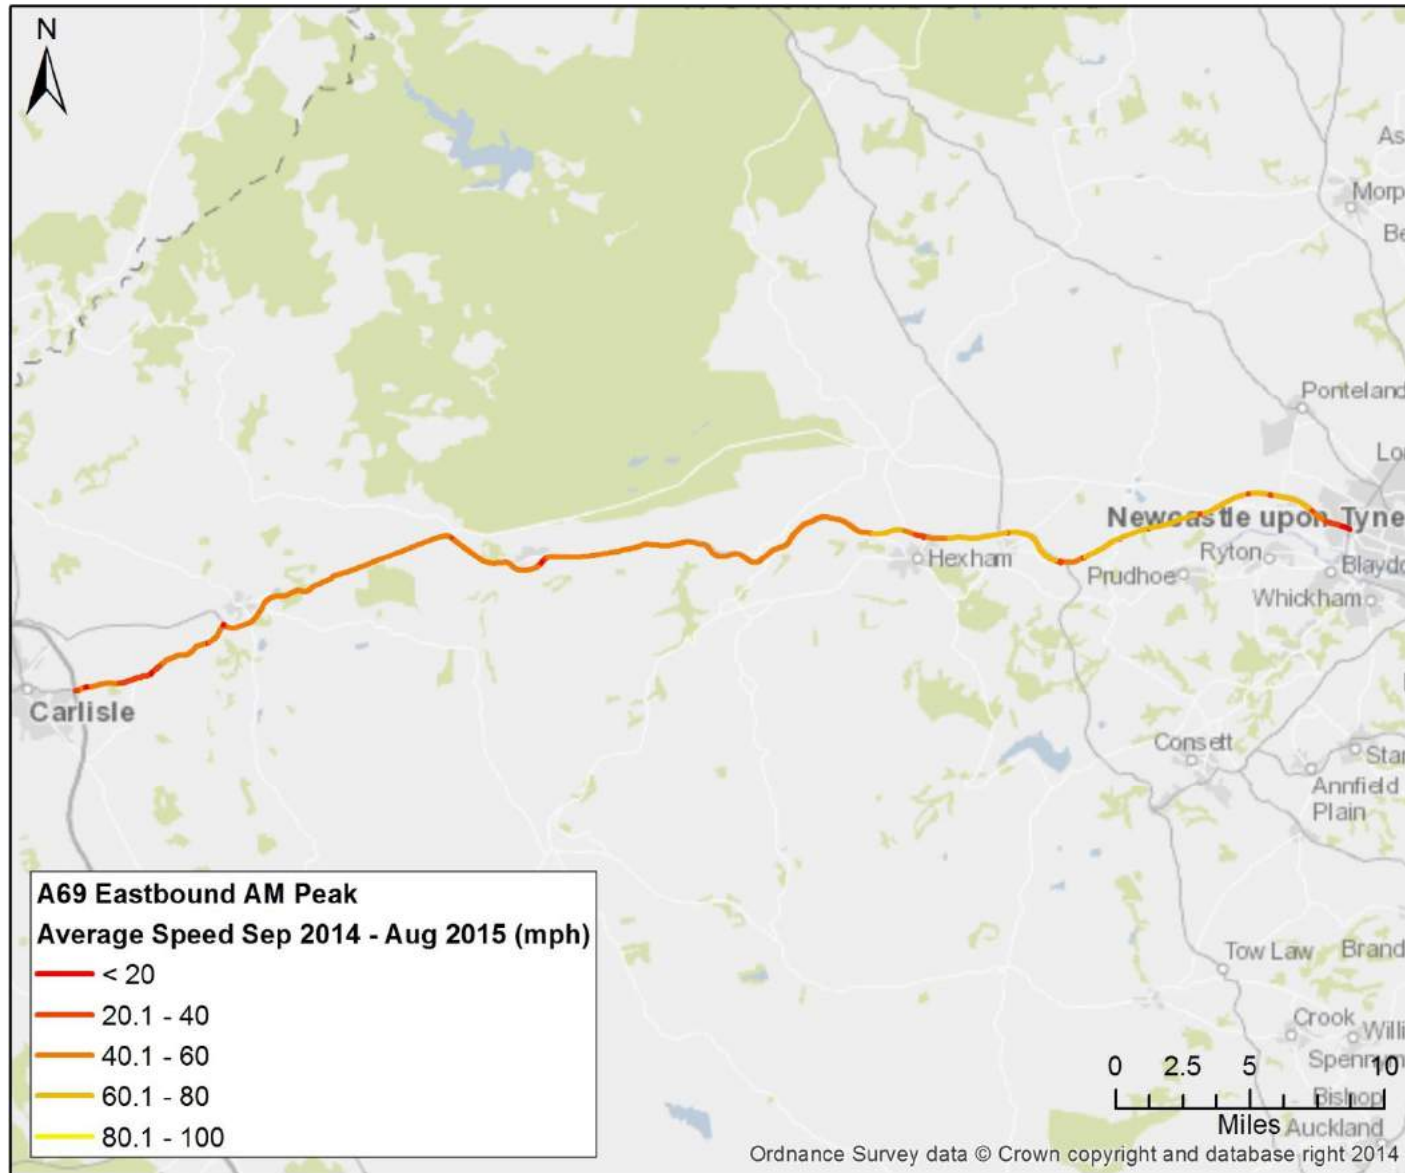 N
As
Morp
Be
Ponteland
Lo
Newcastle upon Tyne
Hexham
Ryton
Prudhoe
Blaydo
Whickham
Carlisle
Consett
Stan
Annfield
Plain
A69 Eastbound AM Peak
Average Speed Sep 2014 - Aug 2015 (mph)
< 20
20.1 - 40
40.1 - 60
60.1 - 80
80.1 - 100
Tow Law
Brand
Crook
Willi
Spennym
0 2.5 5 10
Bishop
Miles
Auckland
Ordnance Survey data © Crown copyright and database right 2014